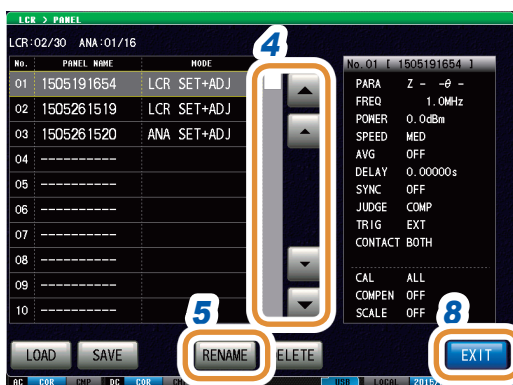 LCR > PANEL
LCR:02/30 ANA:01/16
4
No. PANEL NAME MODE
01 1505191654 LCR SET+ADJ
02 1505261519 LCR SET+ADJ
03 1505261520 ANA SET+ADJ
04 ----------
05 ----------
06 ----------
07 ----------
08 ----------
09 ----------
10 ----------
No. 01 [ 1505191654 ]
PARA Z - -θ -
FREQ 1.0MHz
POWER 0.0dBm
SPEED MED
AVG OFF
DELAY 0.00000s
SYNC OFF
JUDGE COMP
TRIG EXT
CONTACT BOTH
CAL ALL
COMPEN OFF
SCALE OFF
5
8
LOAD SAVE RENAME ELETE EXIT
AC COR CMP DC COR USB LOCAL